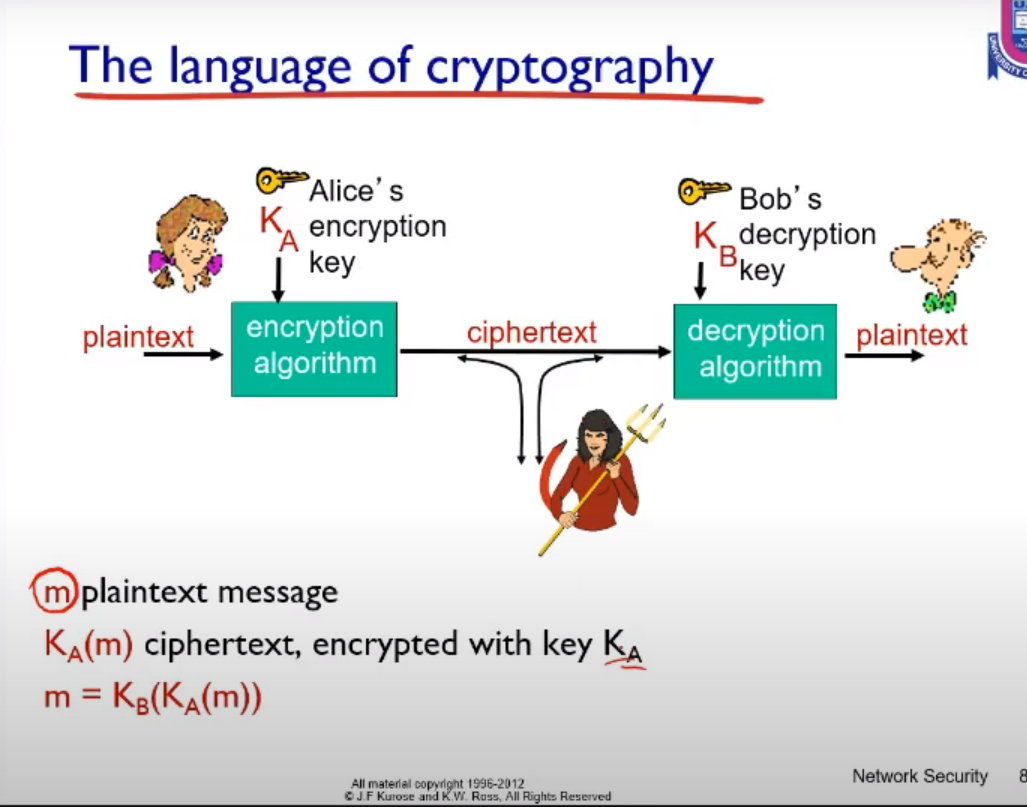 The language of cryptography
Alice's
K_A encryption
key
Bob's
K_B decryption
key
plaintext
encryption
algorithm
ciphertext
decryption
algorithm
plaintext
m plaintext message
K_A(m) ciphertext, encrypted with key K_A
m = K_B(K_A(m))
All material copyright 1996-2012
© J.F Kurose and K.W. Ross, All Rights Reserved
Network Security 8